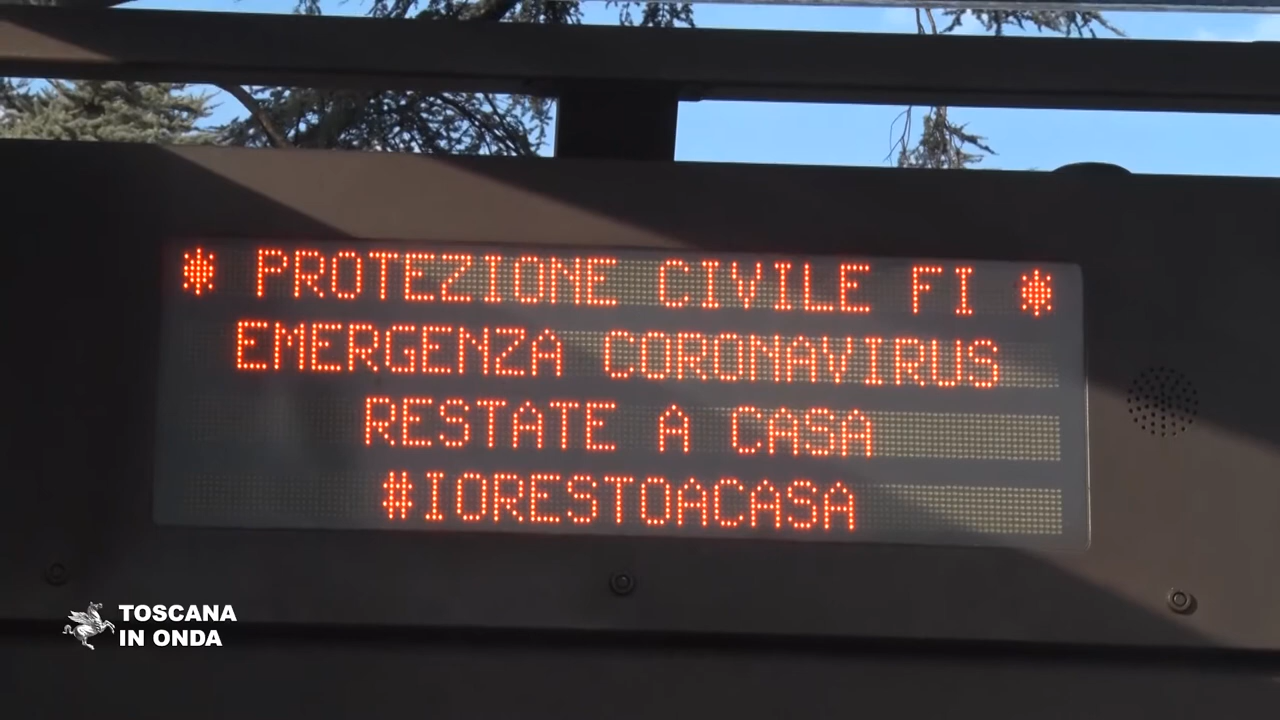 * PROTEZIONE CIVILE FI *
EMERGENZA CORONAVIRUS
RESTATE A CASA
#IORESTOACASA
TOSCANA
IN ONDA